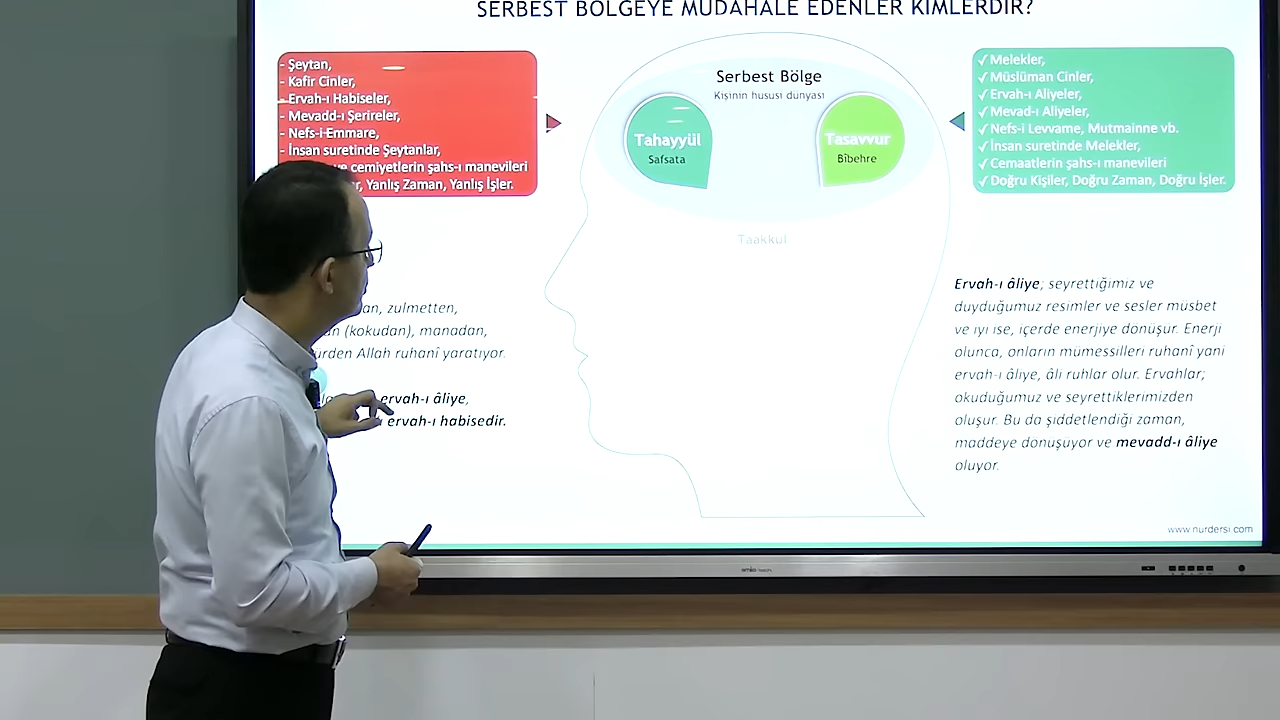 SERBEST BÖLGEYE MÜDAHALE EDENLER KİMLERDİR?
- Şeytan,
- Kafir Cinler,
- Ervah-ı Habiseler,
- Mevadd-ı Şerireler,
- Nefs-i-Emmare,
- İnsan suretinde Şeytanlar,
ve cemiyetlerin şahs-ı manevileri
Yanlış Zaman, Yanlış İşler.
Serbest Bölge
Kişinin hususi dünyası
Tahayyül
Safsata
Tasavvur
Bîbehre
Taakkul
✓ Melekler,
✓ Müslüman Cinler,
✓ Ervah-ı Aliyeler,
✓ Mevad-ı Aliyeler,
✓ Nefs-i Levvame, Mutmainne vb.
✓ İnsan suretinde Melekler,
✓ Cemaatlerin şahs-ı manevileri
✓ Doğru Kişiler, Doğru Zaman, Doğru İşler.
zulmetten,
(kokudan), manadan,
Allah ruhanî yaratıyor.
ervah-ı âliye,
ervah-ı habisedir.
Ervah-ı âliye; seyrettiğimiz ve
duyduğumuz resimler ve sesler müsbet
ve iyi ise, içerde enerjiye dönüşür. Enerji
olunca, onların mümessilleri ruhanî yani
ervah-ı âliye, âli ruhlar olur. Ervahlar;
okuduğumuz ve seyrettiklerimizden
oluşur. Bu da şiddetlendiği zaman,
maddeye dönüşüyor ve mevadd-ı âliye
oluyor.
www.nurdersi.com